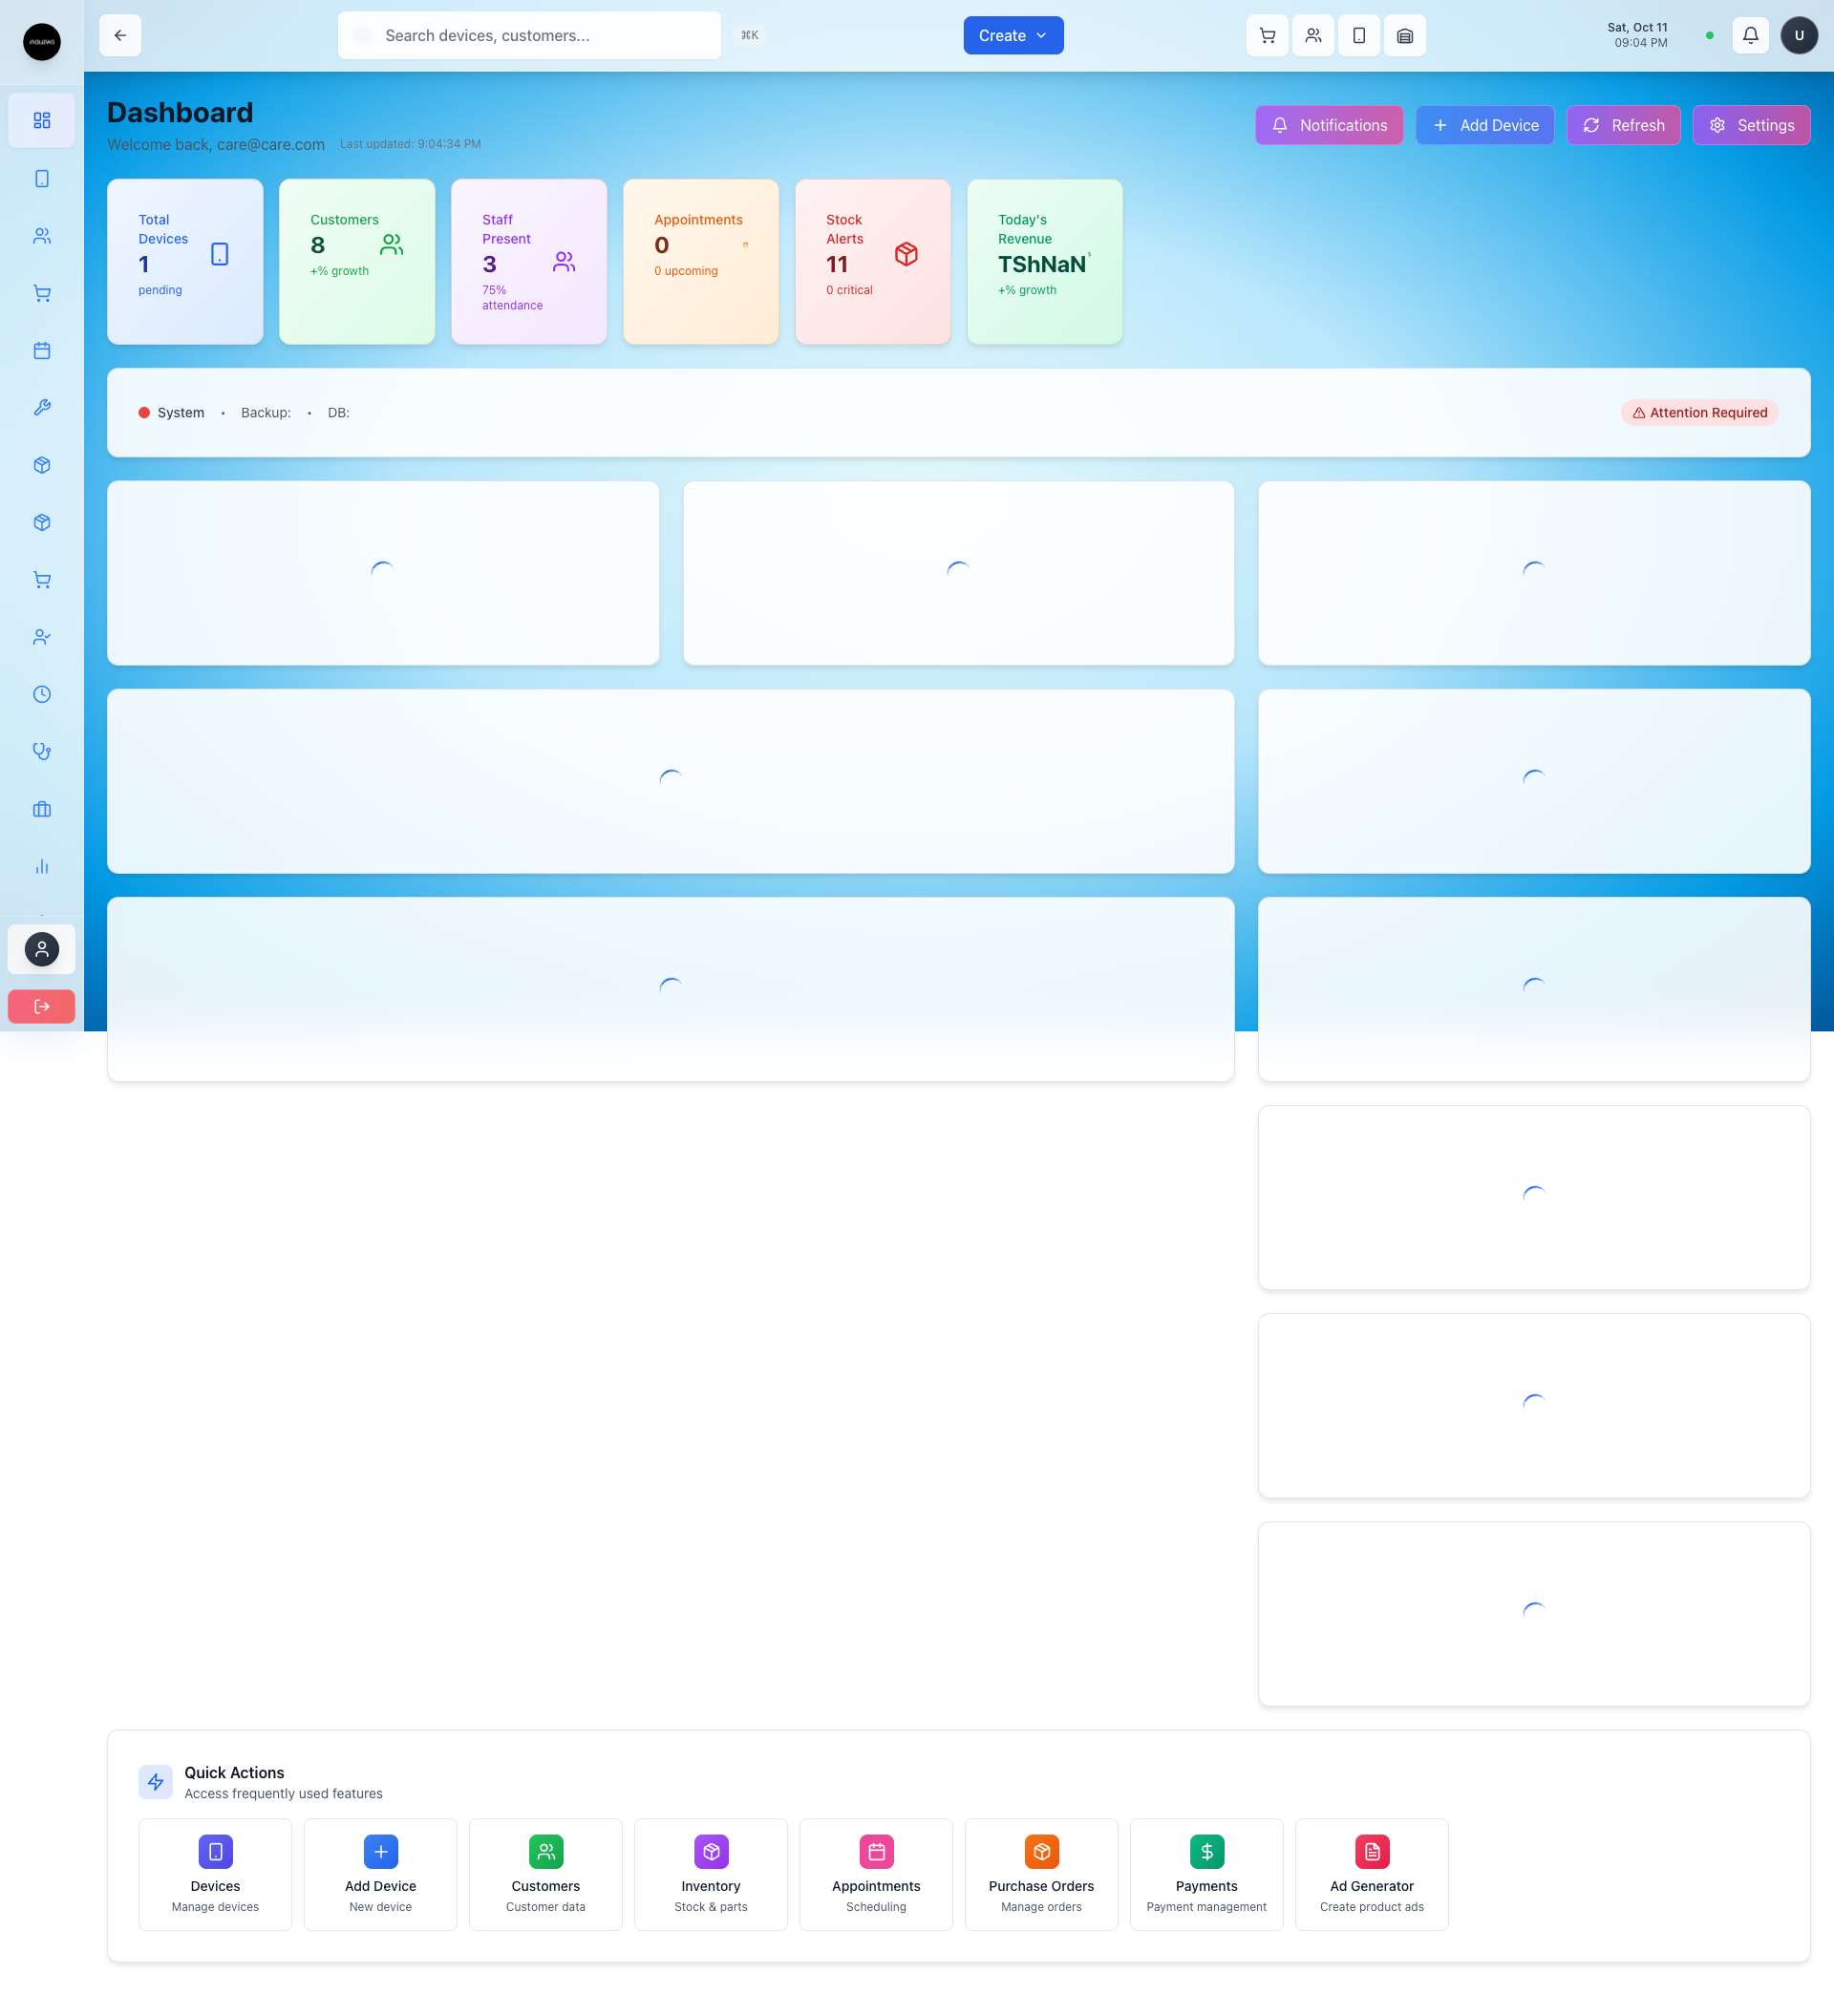 Search devices, customers...
⌘K
Create
Sat, Oct 11
09:04 PM
U
Dashboard
Welcome back, care@care.com
Last updated: 9:04:34 PM
Notifications
Add Device
Refresh
Settings
Total
Devices
1
pending
Customers
8
+% growth
Staff
Present
3
75%
attendance
Appointments
0
0 upcoming
Stock
Alerts
11
0 critical
Today's
Revenue
TShNaN
+% growth
System • Backup: • DB:
Attention Required
Quick Actions
Access frequently used features
Devices
Manage devices
Add Device
New device
Customers
Customer data
Inventory
Stock & parts
Appointments
Scheduling
Purchase Orders
Manage orders
Payments
Payment management
Ad Generator
Create product ads